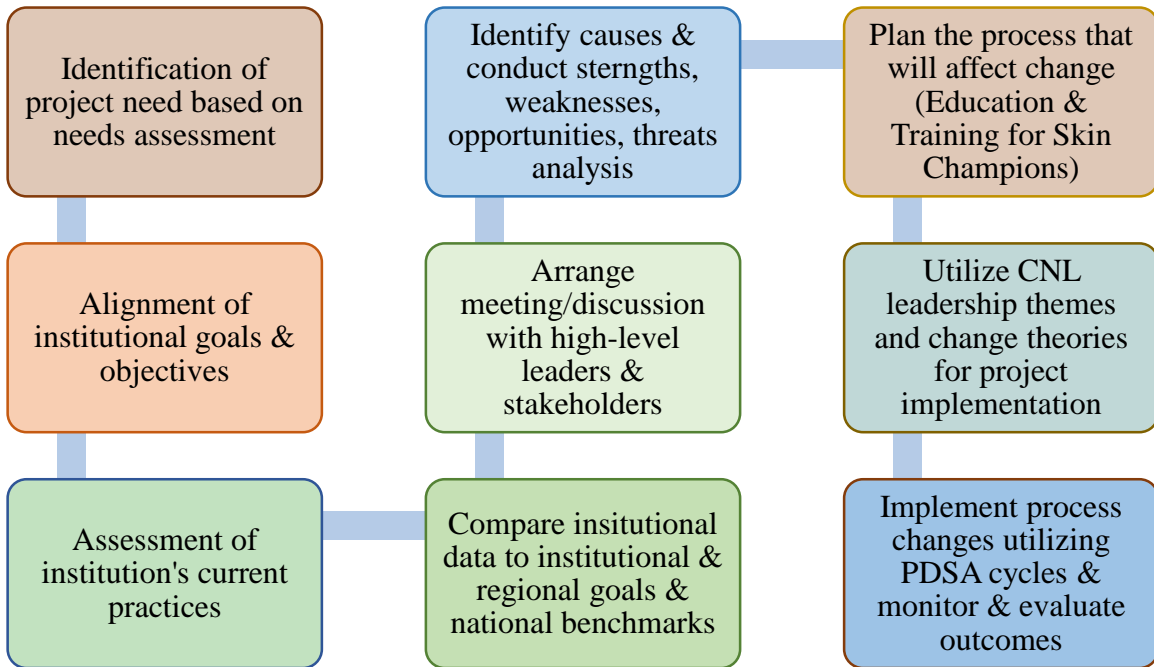 Identification of
project need based on
needs assessment
Alignment of
institutional goals &
objectives
Assessment of
institution's current
practices
Compare insitutional
data to institutional &
regional goals &
national benchmarks
Arrange
meeting/discussion
with high-level
leaders &
stakeholders
Identify causes &
conduct sterngths,
weaknesses,
opportunities, threats
analysis
Plan the process that
will affect change
(Education &
Training for Skin
Champions)
Utilize CNL
leadership themes
and change theories
for project
implementation
Implement process
changes utilizing
PDSA cycles &
monitor & evaluate
outcomes